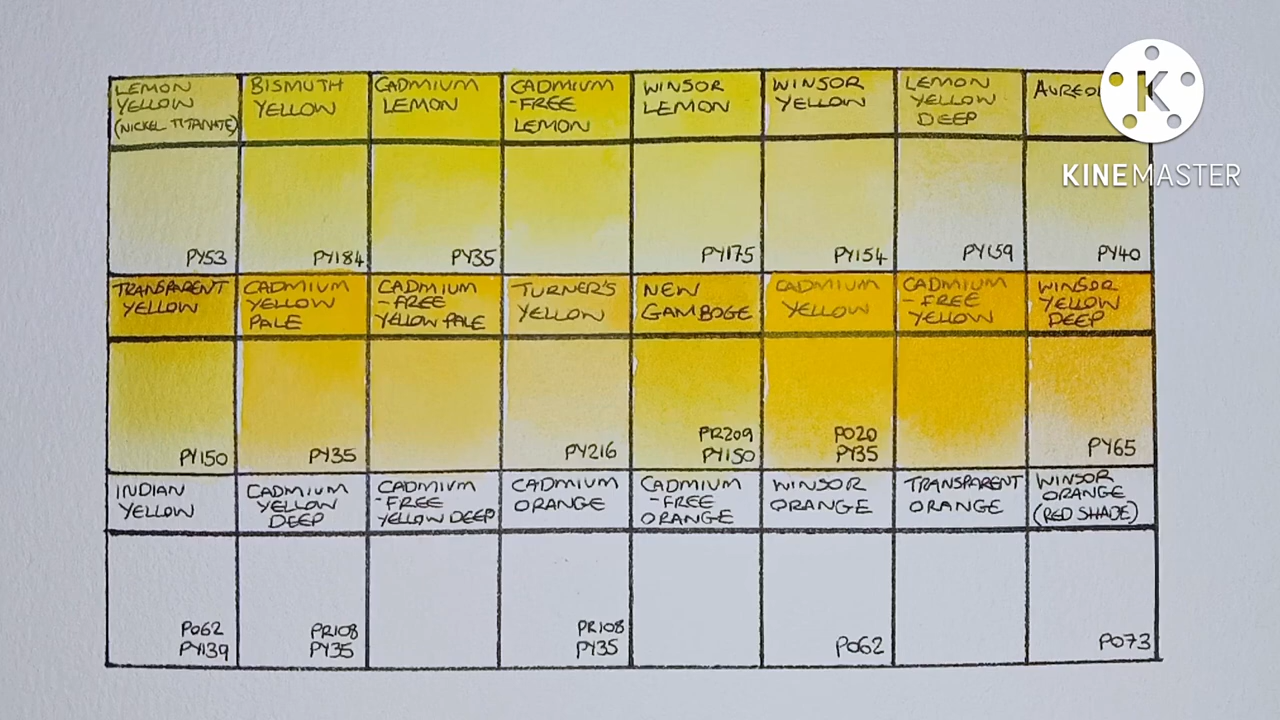 LEMON
YELLOW
(NICKEL TITANATE)
BISMUTH
YELLOW
CADMIUM
LEMON
CADMIUM
-FREE
LEMON
WINSOR
LEMON
WINSOR
YELLOW
LEMON
YELLOW
DEEP
K
KINEMASTER
PY53
PY184
PY35
PY175
PY154
PY159
PY40
TRANSPARENT
YELLOW
CADMIUM
YELLOW
PALE
CADMIUM
-FREE
YELLOW PALE
TURNER'S
YELLOW
NEW
GAMBOGE
CADMIUM
YELLOW
CADMIUM
-FREE
YELLOW
WINSOR
YELLOW
DEEP
PY150
PY35
PY216
PR209
PY150
PO20
PY35
PY65
INDIAN
YELLOW
CADMIUM
YELLOW
DEEP
CADMIUM
-FREE
YELLOW DEEP
CADMIUM
ORANGE
CADMIUM
-FREE
ORANGE
WINSOR
ORANGE
TRANSPARENT
ORANGE
WINSOR
ORANGE
(RED SHADE)
PO62
PY139
PR108
PY35
PR108
PY35
PO62
PO73